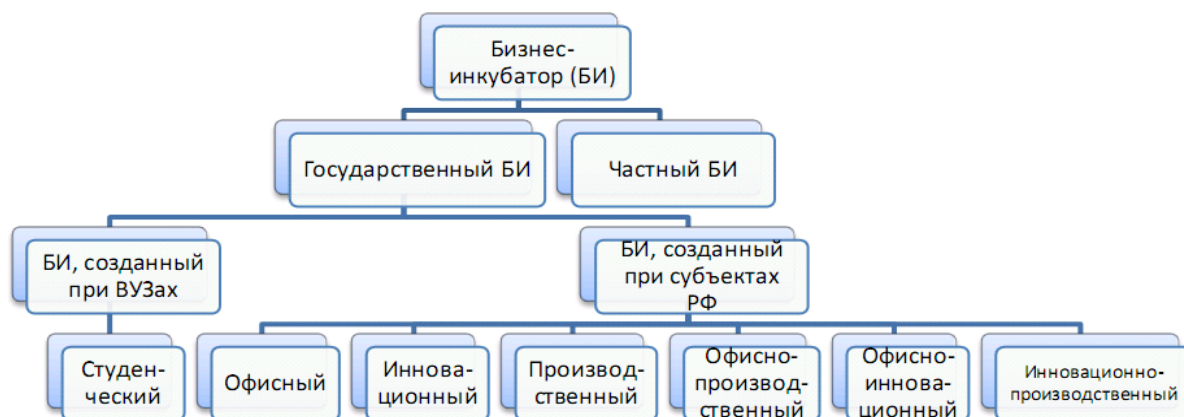 Бизнес-
инкубатор (БИ)
Государственный БИ
Частный БИ
БИ, созданный
при ВУЗах
БИ, созданный
при субъектах
РФ
Студен-
ческий
Офисный
Иннова-
ционный
Производ-
ственный
Офисно-
производ-
ственный
Офисно-
иннова-
ционный
Инновационно-
производственный